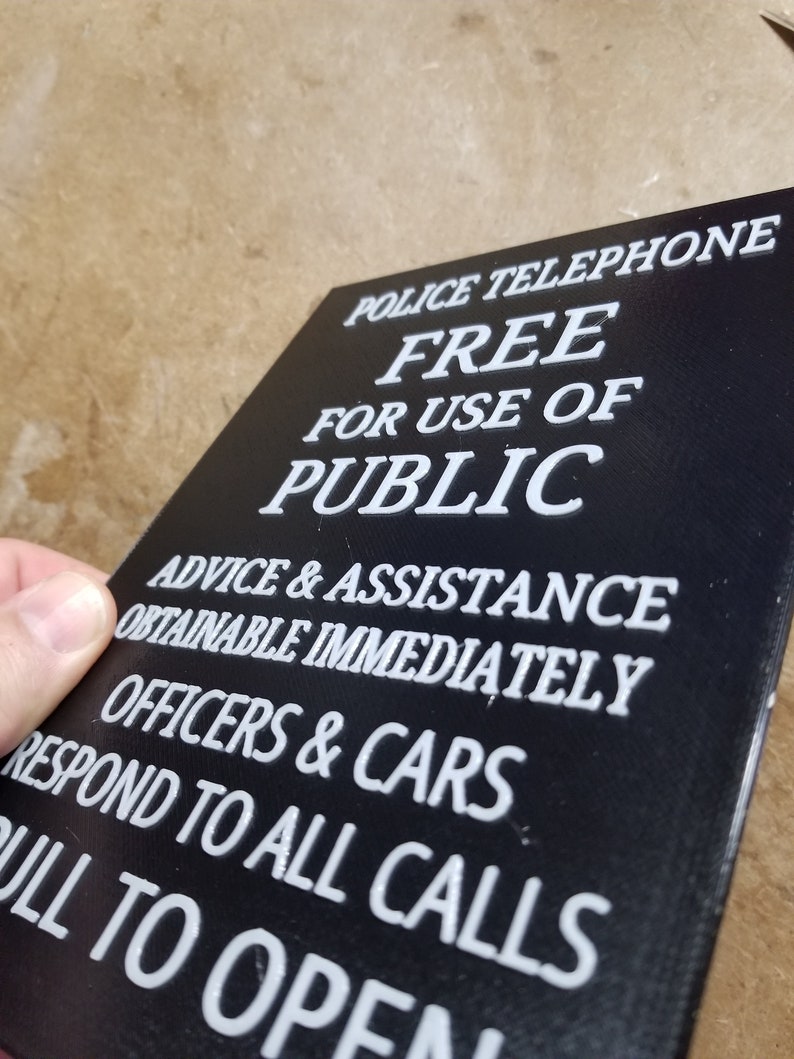 POLICE TELEPHONE
FREE
FOR USE OF
PUBLIC
ADVICE & ASSISTANCE
OBTAINABLE IMMEDIATELY
OFFICERS & CARS
RESPOND TO ALL CALLS
PULL TO OPEN